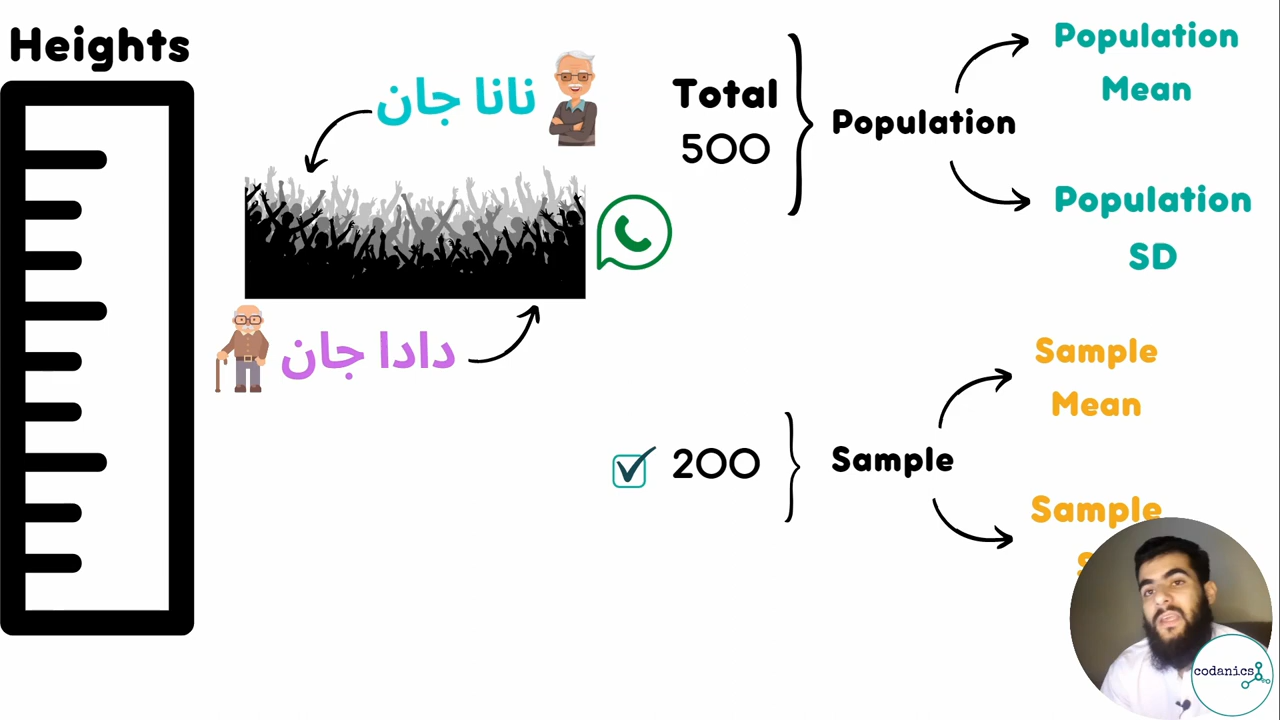 Heights
نانا جان
دادا جان
Total
500
Population
Population
Mean
Population
SD
200
Sample
Sample
Mean
Sample
codanics